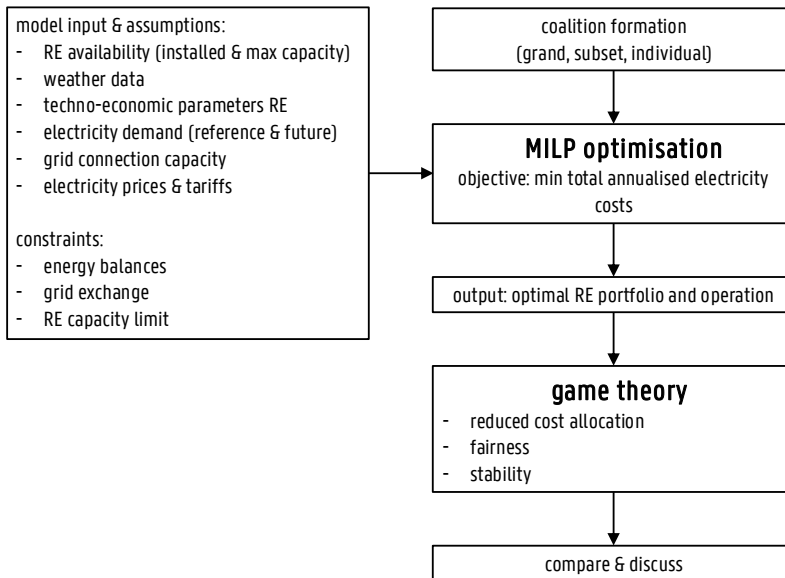 model input & assumptions:
- RE availability (installed & max capacity)
- weather data
- techno-economic parameters RE
- electricity demand (reference & future)
- grid connection capacity
- electricity prices & tariffs
constraints:
- energy balances
- grid exchange
- RE capacity limit
coalition formation
(grand, subset, individual)
MILP optimisation
objective: min total annualised electricity
costs
output: optimal RE portfolio and operation
game theory
- reduced cost allocation
- fairness
- stability
compare & discuss